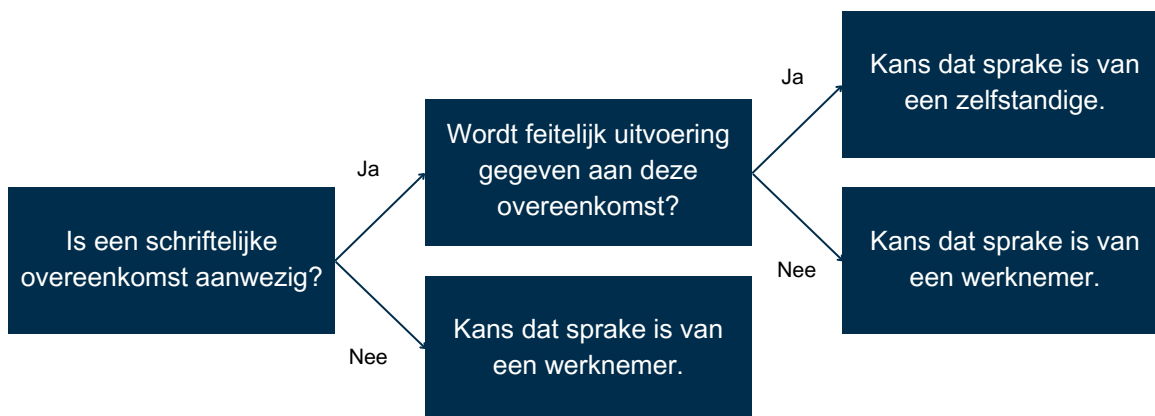 Is een schriftelijke
overeenkomst aanwezig?
Ja
Nee
Wordt feitelijk uitvoering
gegeven aan deze
overeenkomst?
Kans dat sprake is van
een werknemer.
Ja
Nee
Kans dat sprake is van
een zelfstandige.
Kans dat sprake is van
een werknemer.